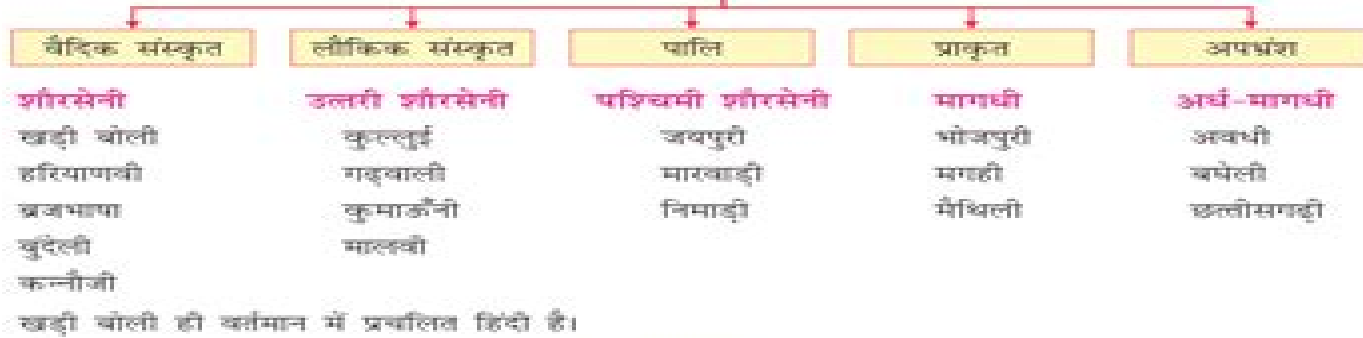 वैदिक संस्कृत लौकिक संस्कृत पालि प्राकृत अपभ्रंश
शौरसेनी उत्तरी शौरसेनी पश्चिमी शौरसेनी मागधी अर्ध-मागधी
खड़ी बोली कुल्लुई जयपुरी भोजपुरी अवधी
हरियाणवी गढ़वाली मारवाड़ी मगही बघेली
ब्रजभाषा कुमाऊँनी निमाड़ी मैथिली छत्तीसगढ़ी
बुंदेली मालवी
कन्नौजी
खड़ी बोली ही वर्तमान में प्रचलित हिंदी है।